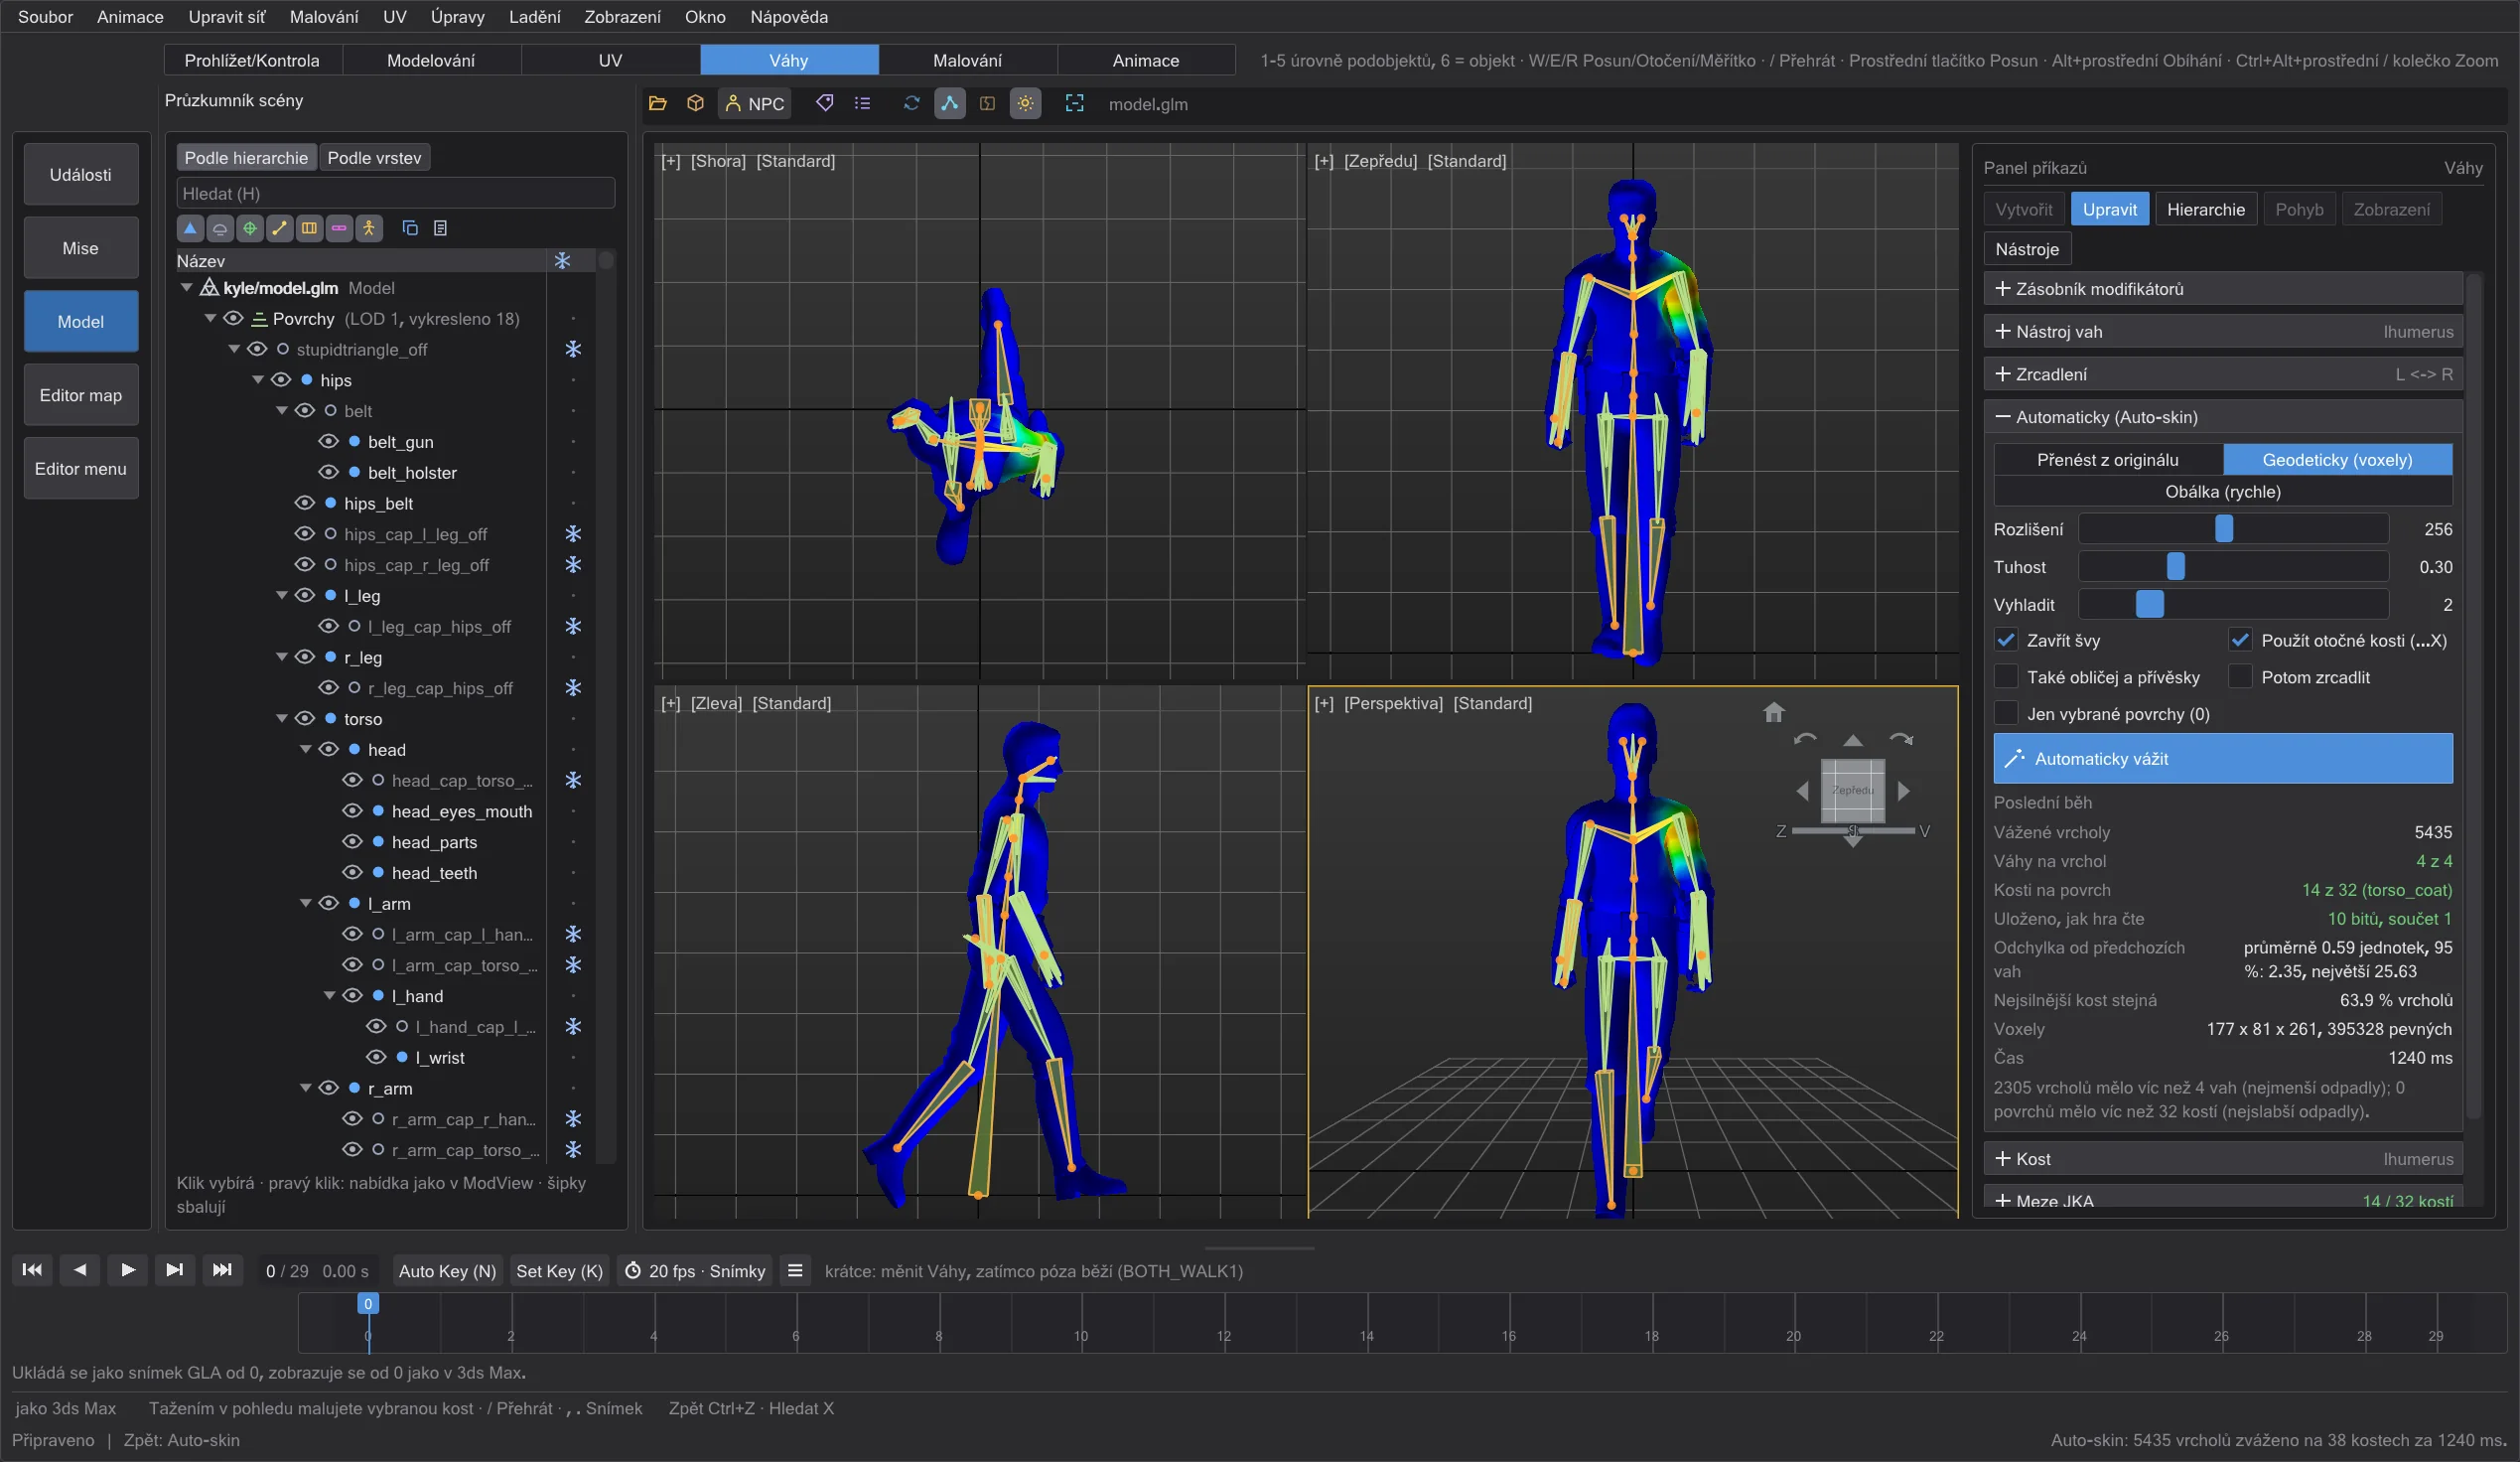 Soubor Animace Upravit síť Malování UV Úpravy Ladění Zobrazení Okno Nápověda
Prohlížet/Kontrola Modelování UV Váhy Malování Animace 1-5 úrovně podobjektů, 6 = objekt · W/E/R Posun/Otočení/Měřítko · / Přehrát · Prostřední tlačítko Posun · Alt+prostřední Obíhání · Ctrl+Alt+prostřední / kolečko Zoom
Průzkumník scény
NPC model.glm
Události
Mise
Model
Editor map
Editor menu
Podle hierarchie Podle vrstev
Hledat (H)
Název
kyle/model.glm Model
Povrchy (LOD 1, vykresleno 18)
stupidtriangle_off
hips
belt
belt_gun
belt_holster
hips_belt
hips_cap_l_leg_off
hips_cap_r_leg_off
l_leg
l_leg_cap_hips_off
r_leg
r_leg_cap_hips_off
torso
head
head_cap_torso_...
head_eyes_mouth
head_parts
head_teeth
l_arm
l_arm_cap_l_han...
l_arm_cap_torso_...
l_hand
l_hand_cap_l_...
l_wrist
r_arm
r_arm_cap_r_han...
r_arm_cap_torso_...
Klik vybírá · pravý klik: nabídka jako v ModView · šipky
sbalují
[+] [Shora] [Standard]
[+] [Zepředu] [Standard]
[+] [Zleva] [Standard]
[+] [Perspektiva] [Standard]
Zepředu
Z V
Panel příkazů Váhy
Vytvořit Upravit Hierarchie Pohyb Zobrazení
Nástroje
Zásobník modifikátorů
Nástroj vah lhumerus
Zrcadlení L <-> R
Automaticky (Auto-skin)
Přenést z originálu Geodeticky (voxely)
Obálka (rychle)
Rozlišení 256
Tuhost 0.30
Vyhladit 2
Zavřít švy Použít otočné kosti (...X)
Také obličej a přívěsky Potom zrcadlit
Jen vybrané povrchy (0)
Automaticky vážit
Poslední běh
Vážené vrcholy 5435
Váhy na vrchol 4 z 4
Kosti na povrch 14 z 32 (torso_coat)
Uloženo, jak hra čte 10 bitů, součet 1
Odchylka od předchozích průměrně 0.59 jednotek, 95
vah %: 2.35, největší 25.63
Nejsilnější kost stejná 63.9 % vrcholů
Voxely 177 x 81 x 261, 395328 pevných
Čas 1240 ms
2305 vrcholů mělo víc než 4 vah (nejmenší odpadly); 0
povrchů mělo víc než 32 kostí (nejslabší odpadly).
Kost lhumerus
Meze JKA 14 / 32 kostí
0 / 29 0.00 s Auto Key (N) Set Key (K) 20 fps · Snímky krátce: měnit Váhy, zatímco póza běží (BOTH_WALK1)
0
0 2 4 6 8 10 12 14 16 18 20 22 24 26 28 29
Ukládá se jako snímek GLA od 0, zobrazuje se od 0 jako v 3ds Max.
jako 3ds Max Tažením v pohledu malujete vybranou kost · / Přehrát · , . Snímek Zpět Ctrl+Z · Hledat X
Připraveno | Zpět: Auto-skin Auto-skin: 5435 vrcholů zváženo na 38 kostech za 1240 ms.